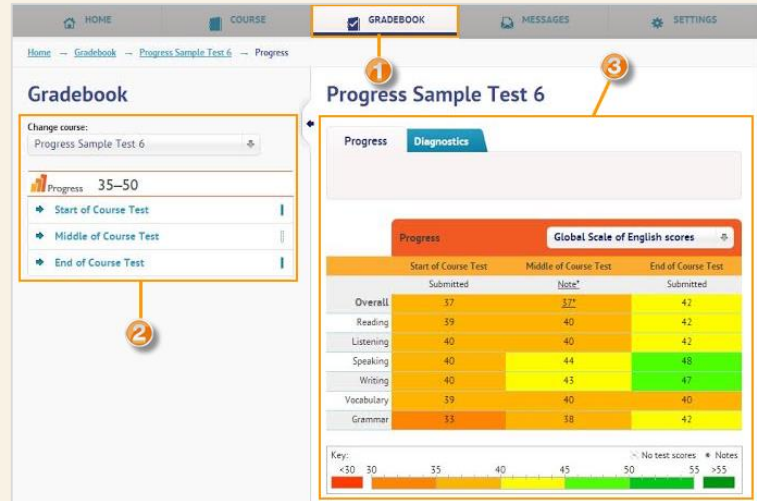 HOME COURSE GRADEBOOK MESSAGES SETTINGS
Home → Gradebook → Progress Sample Test 6 → Progress
1
3
Gradebook
Change course:
Progress Sample Test 6
Progress 35–50
Start of Course Test
Middle of Course Test
End of Course Test
2
Progress Sample Test 6
Progress Diagnostics
Progress Global Scale of English scores
Start of Course Test Middle of Course Test End of Course Test
Submitted Note* Submitted
Overall 37 37* 42
Reading 39 40 42
Listening 40 40 42
Speaking 40 44 48
Writing 40 43 47
Vocabulary 39 40 40
Grammar 33 38 42
Key: No test scores * Notes
<30 30 35 40 45 50 55 >55